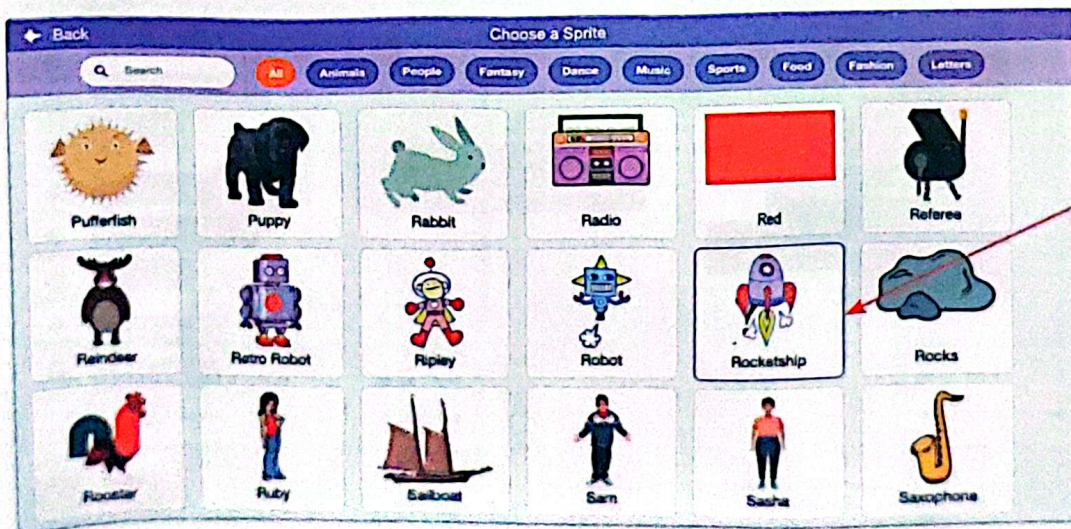 Back Choose a Sprite
Search All Animals People Fantasy Dance Music Sports Food Fashion Letters
Pufferfish Puppy Rabbit Radio Red Referee
Reindeer Retro Robot Ripley Robot Rocketship Rocks
Rooster Ruby Sailboat Sam Sasha Saxophone